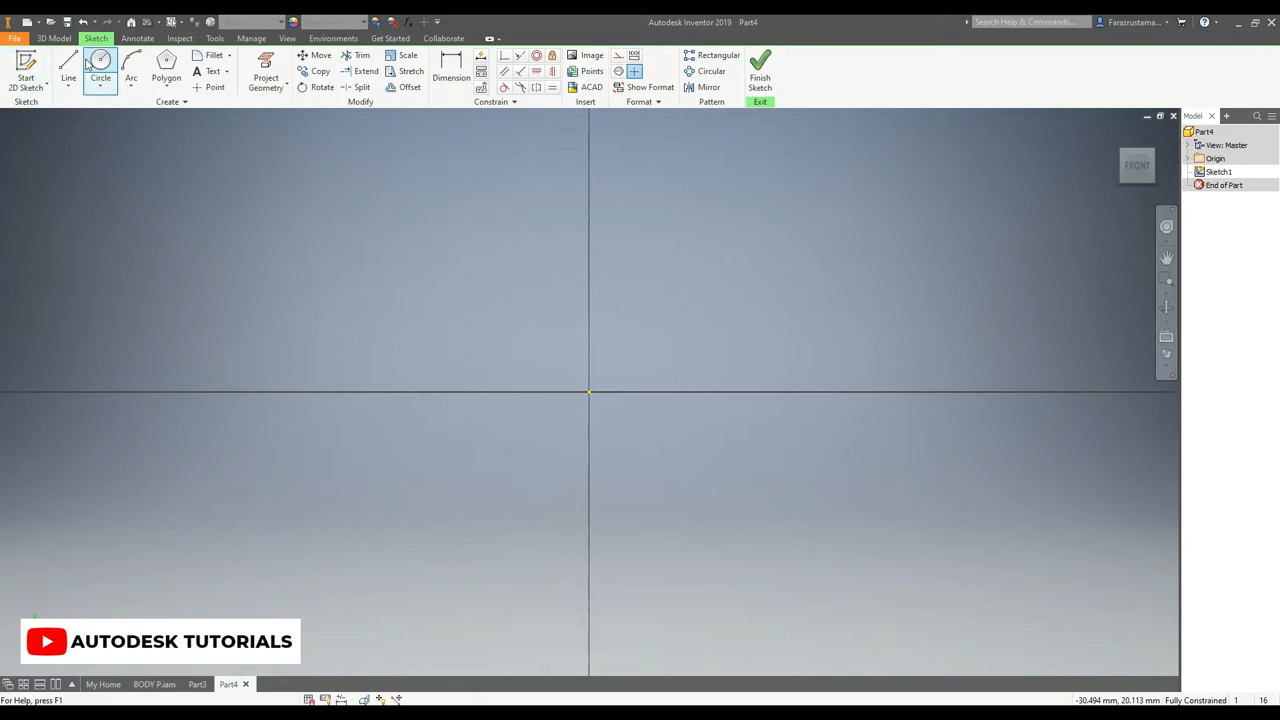 Autodesk Inventor 2019 Part4
Search Help & Commands...
Farazrustama...
File 3D Model Sketch Annotate Inspect Tools Manage View Environments Get Started Collaborate
Start
2D Sketch
Line
Circle
Arc
Polygon
Fillet
Text
Point
Project
Geometry
Move
Copy
Rotate
Trim
Extend
Split
Scale
Stretch
Offset
Dimension
Image
Points
ACAD
Show Format
Rectangular
Circular
Mirror
Finish
Sketch
Sketch Create Modify Constrain Insert Format Pattern Exit
Model
Part4
View: Master
Origin
Sketch1
End of Part
FRONT
AUTODESK TUTORIALS
My Home BODY P.iam Part3 Part4
For Help, press F1
-30.494 mm, 20.113 mm Fully Constrained 1 16